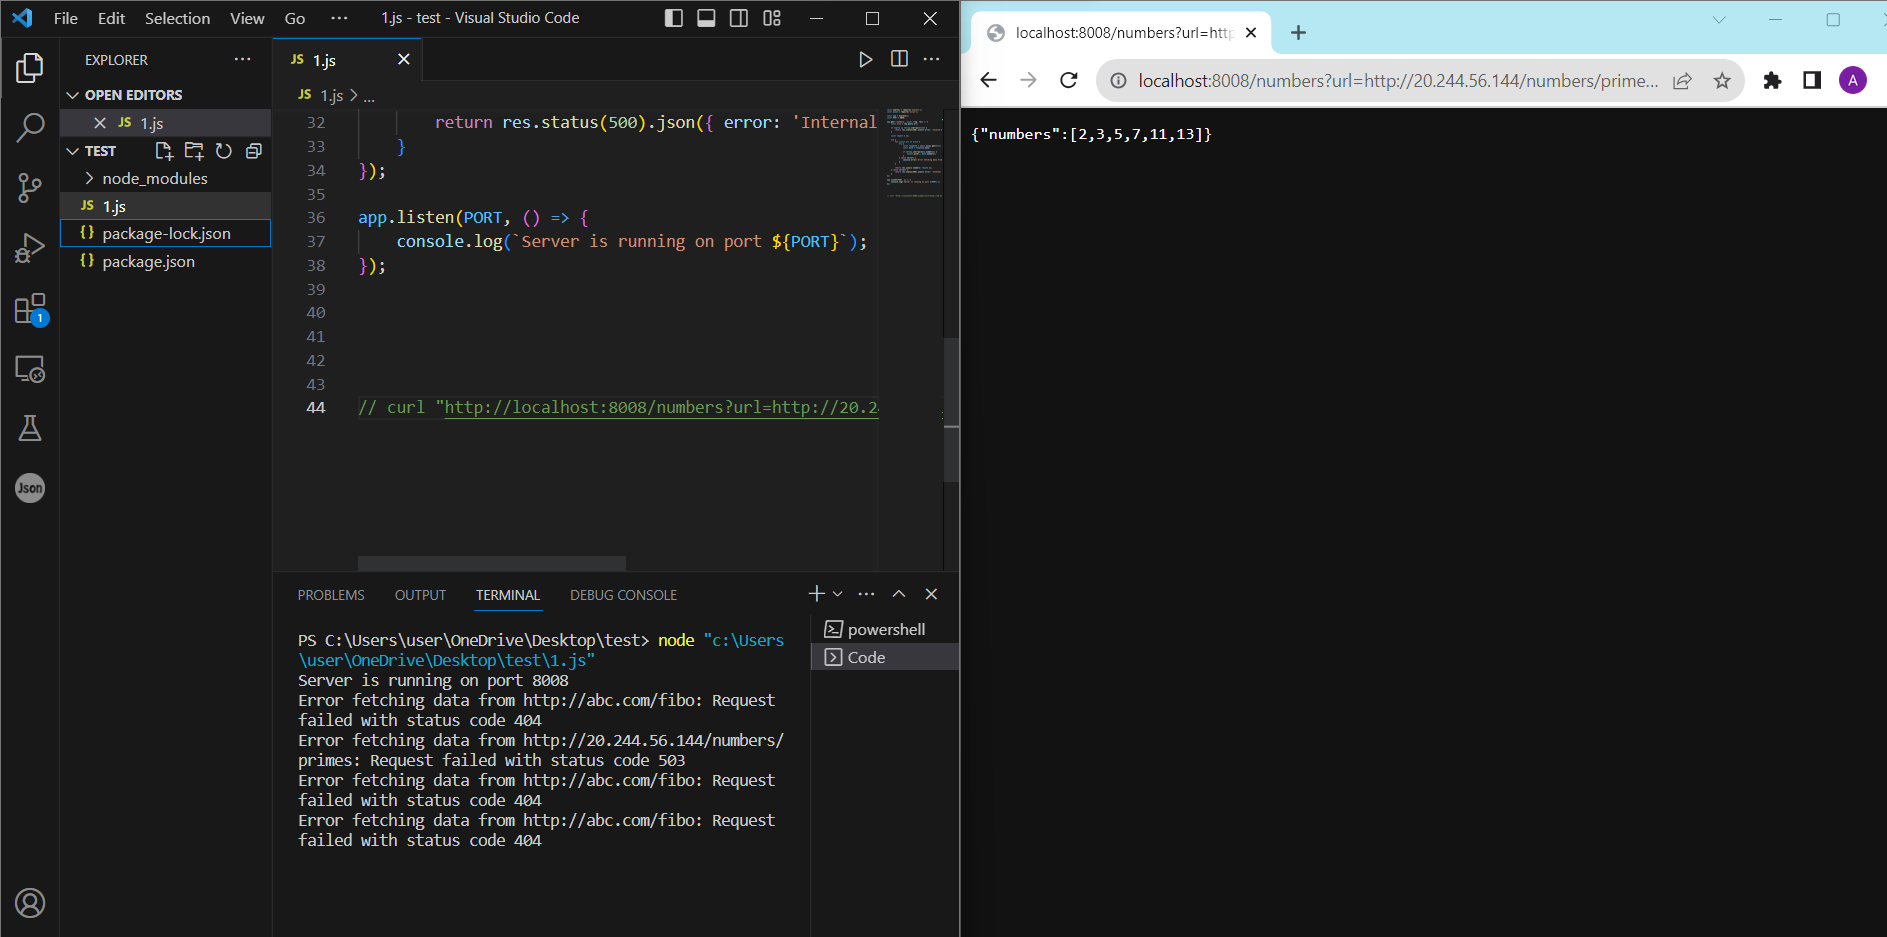 File Edit Selection View Go ··· 1.js - test - Visual Studio Code
EXPLORER ···
OPEN EDITORS
JS 1.js
TEST
node_modules
JS 1.js
{} package-lock.json
{} package.json
1
Json
JS 1.js
JS 1.js > ...
32 return res.status(500).json({ error: 'Internal
33 }
34 });
35
36 app.listen(PORT, () => {
37 console.log(`Server is running on port ${PORT}`);
38 });
39
40
41
42
43
44 // curl "http://localhost:8008/numbers?url=http://20.2
PROBLEMS OUTPUT TERMINAL DEBUG CONSOLE
PS C:\Users\user\OneDrive\Desktop\test> node "c:\Users
\user\OneDrive\Desktop\test\1.js"
Server is running on port 8008
Error fetching data from http://abc.com/fibo: Request
failed with status code 404
Error fetching data from http://20.244.56.144/numbers/
primes: Request failed with status code 503
Error fetching data from http://abc.com/fibo: Request
failed with status code 404
Error fetching data from http://abc.com/fibo: Request
failed with status code 404
powershell
Code
localhost:8008/numbers?url=http
localhost:8008/numbers?url=http://20.244.56.144/numbers/prime...
A
{"numbers":[2,3,5,7,11,13]}